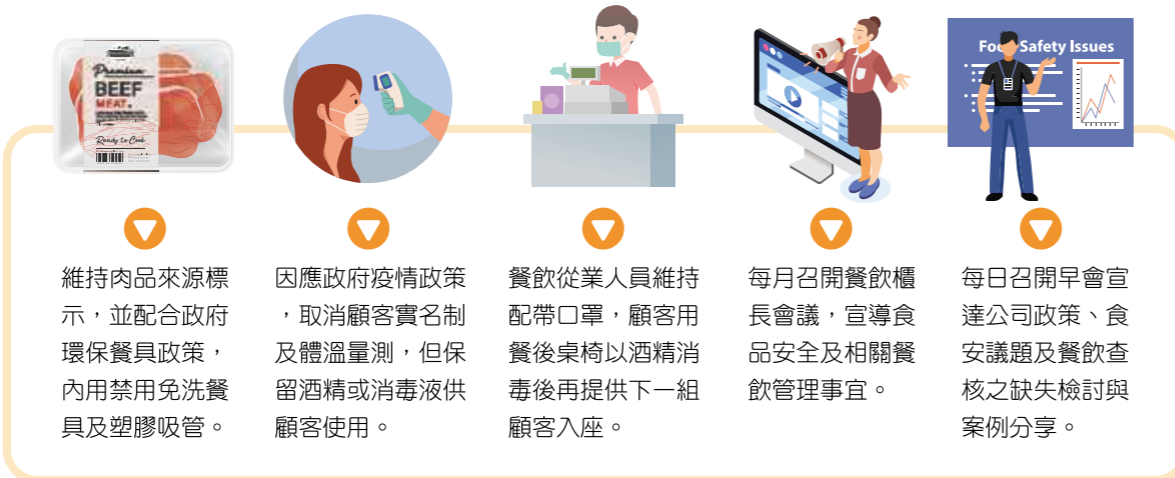 Premium
BEEF
MEAT.
Ready to Cook
Food Safety Issues
維持肉品來源標
示，並配合政府
環保餐具政策，
內用禁用免洗餐
具及塑膠吸管。
因應政府疫情政策
，取消顧客實名制
及體溫量測，但保
留酒精或消毒液供
顧客使用。
餐飲從業人員維持
配帶口罩，顧客用
餐後桌椅以酒精消
毒後再提供下一組
顧客入座。
每月召開餐飲櫃
長會議，宣導食
品安全及相關餐
飲管理事宜。
每日召開早會宣
達公司政策、食
安議題及餐飲查
核之缺失檢討與
案例分享。